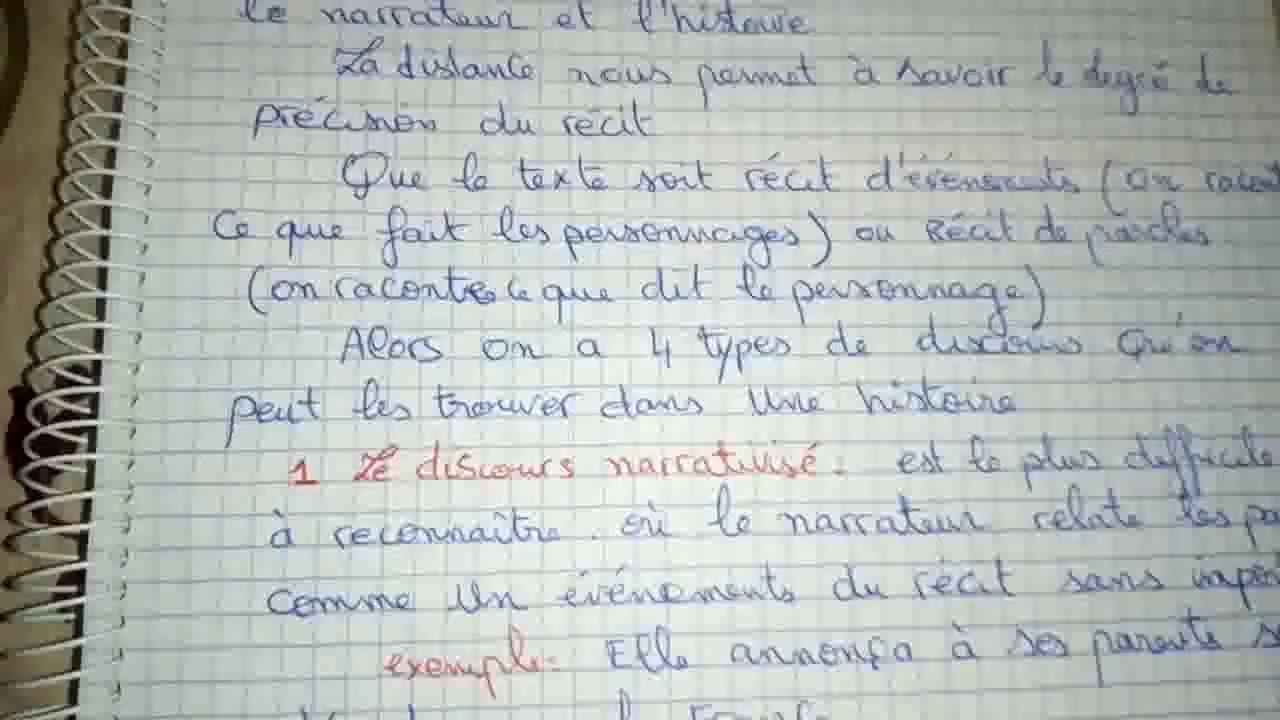 le narrateur et l'histoire
La distance nous permet à savoir le degré de
précision du récit
Que le texte soit récit d'événements (on racont
Ce que fait les personnages) ou Récit de paroles
(on raconte ce que dit le personnage)
Alors on a 4 types de discours Qu'on
peut les trouver dans Une histoire
1 Le discours narrativisé: est le plus difficile
à reconnaître. où le narrateur relate les pa
comme Un événements du récit sans
exemple: Elle annonça à ses parents s